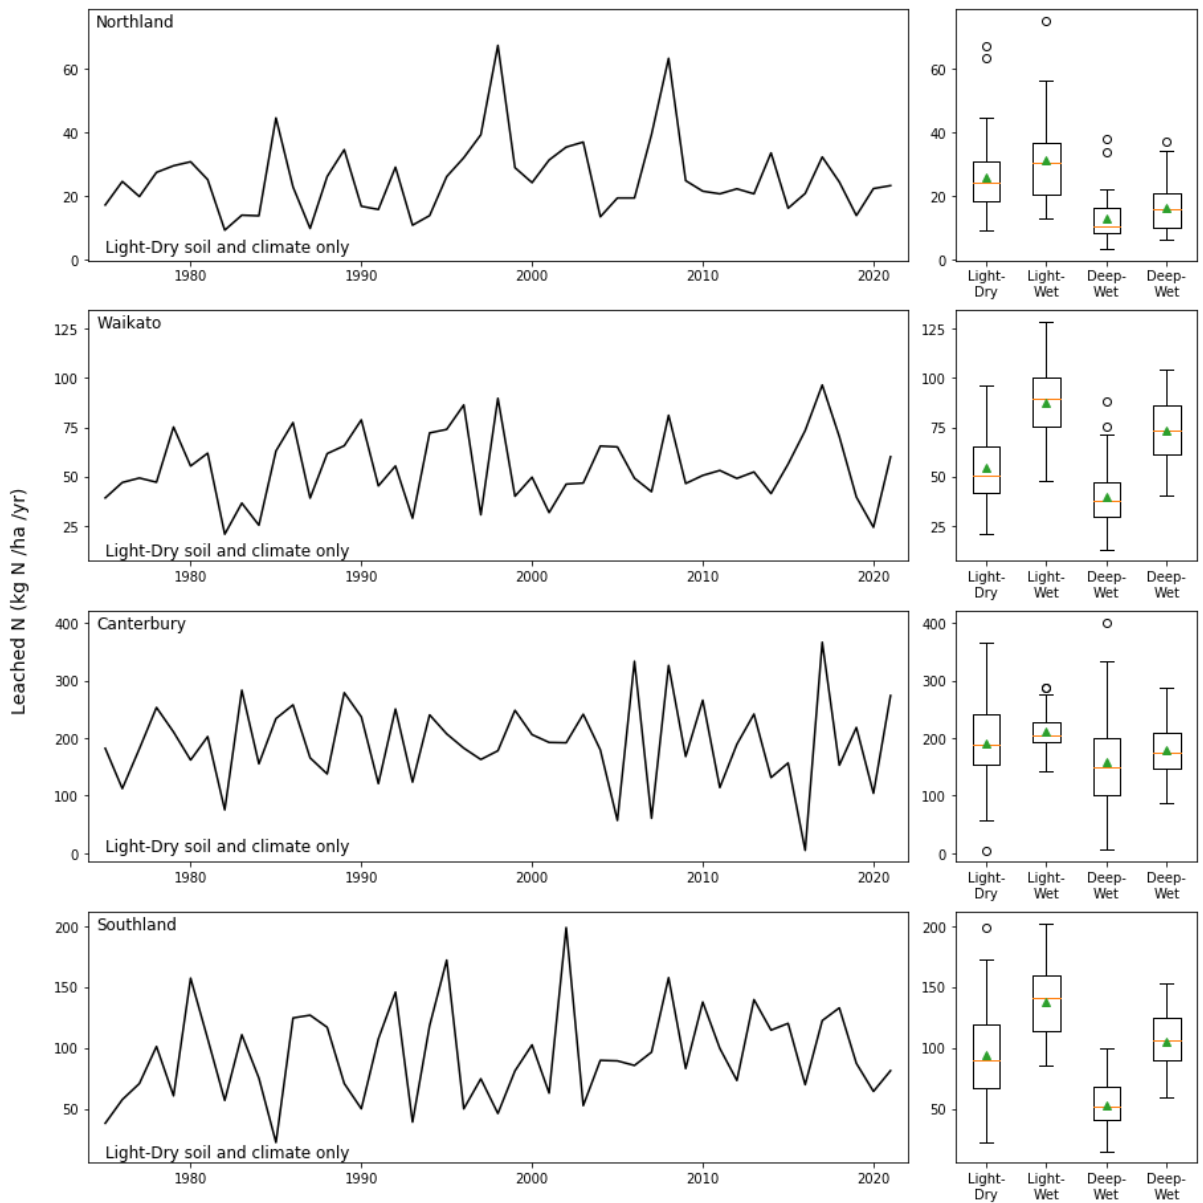 Northland
60
40
20
0
Light-Dry soil and climate only
1980 1990 2000 2010 2020
60
40
20
0
Light- Light- Deep- Deep-
Dry Wet Wet Wet
Waikato
125
100
75
50
25
Light-Dry soil and climate only
1980 1990 2000 2010 2020
125
100
75
50
25
Light- Light- Deep- Deep-
Dry Wet Wet Wet
Leached N (kg N /ha /yr)
Canterbury
400
300
200
100
0
Light-Dry soil and climate only
1980 1990 2000 2010 2020
400
300
200
100
0
Light- Light- Deep- Deep-
Dry Wet Wet Wet
Southland
200
150
100
50
Light-Dry soil and climate only
1980 1990 2000 2010 2020
200
150
100
50
Light- Light- Deep- Deep-
Dry Wet Wet Wet